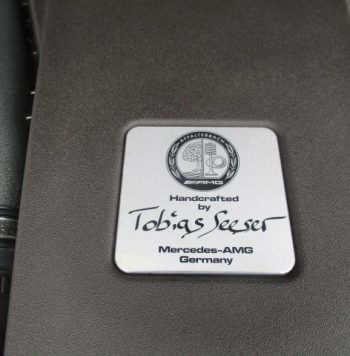 AFFALTERBACH
AMG
Handcrafted
by
Tobias Seeser
Mercedes-AMG
Germany